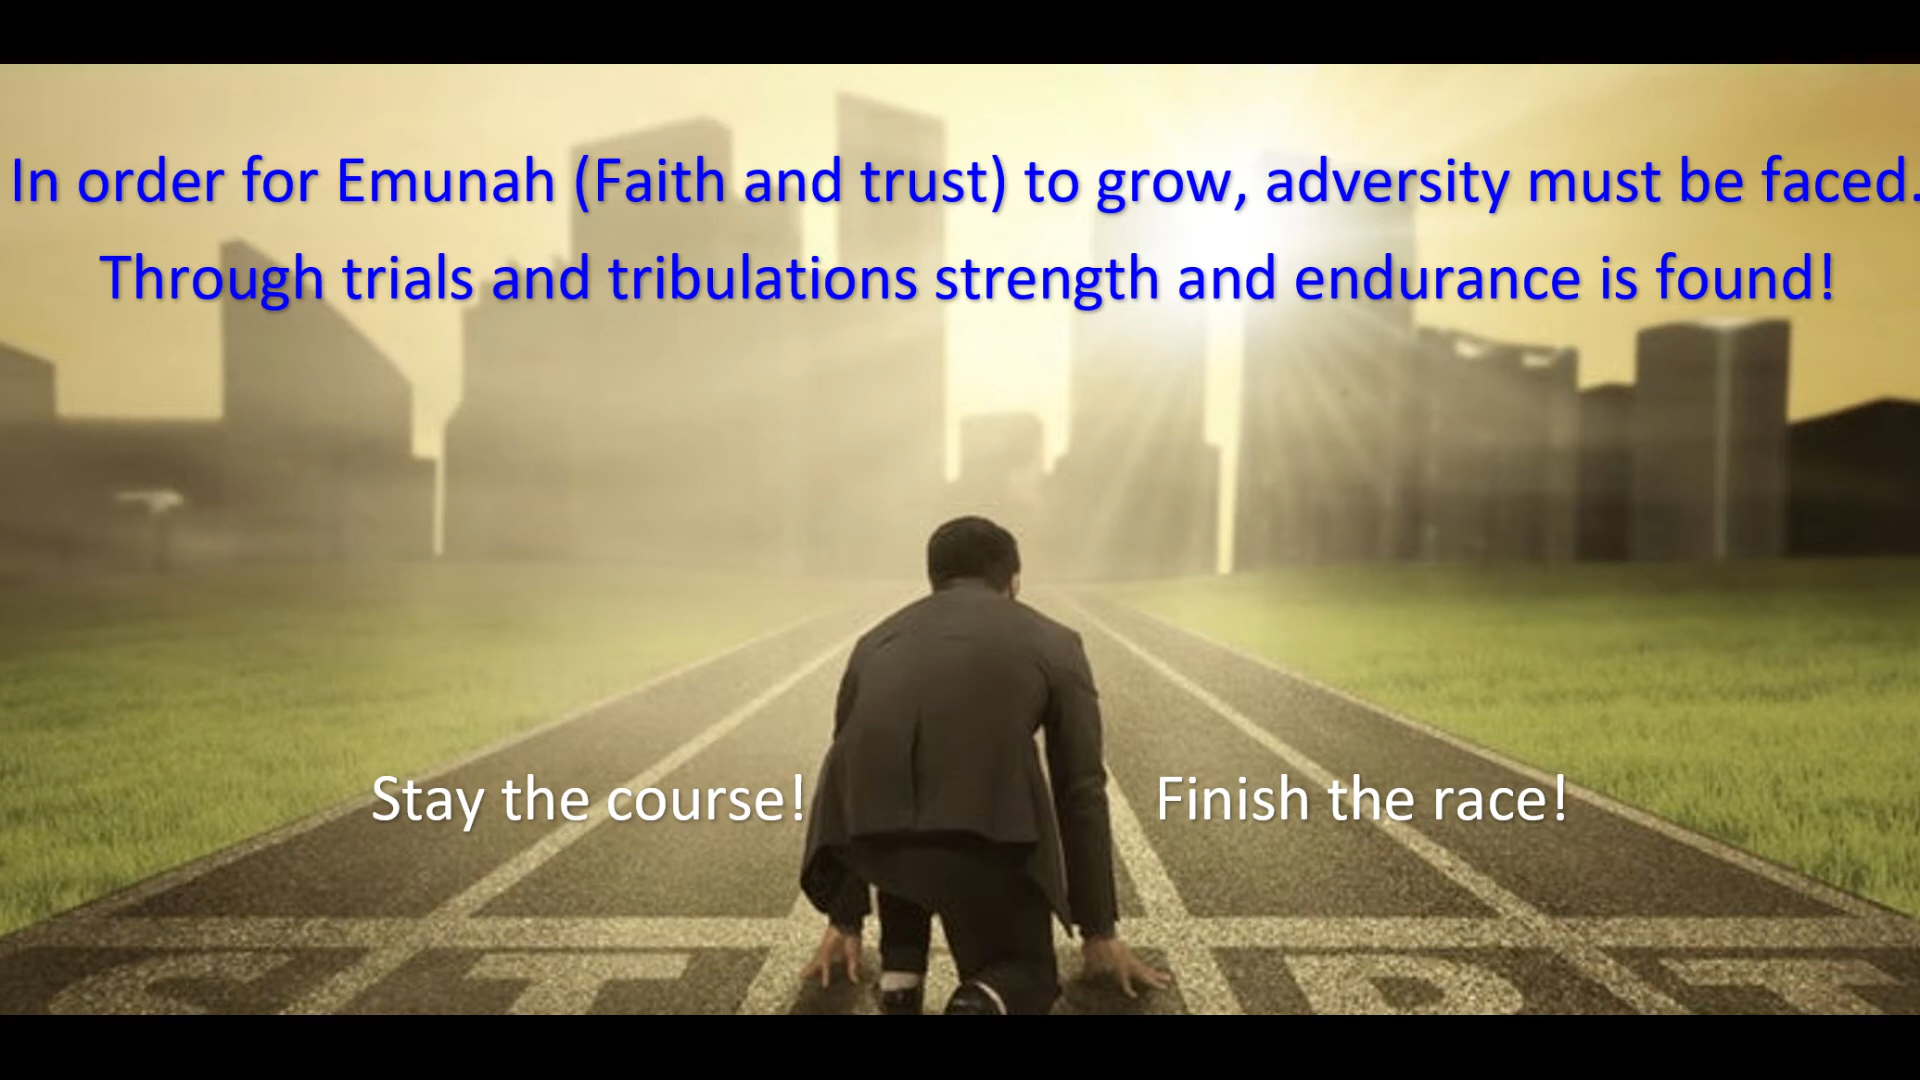 In order for Emunah (Faith and trust) to grow, adversity must be faced.
Through trials and tribulations strength and endurance is found!
Stay the course! Finish the race!